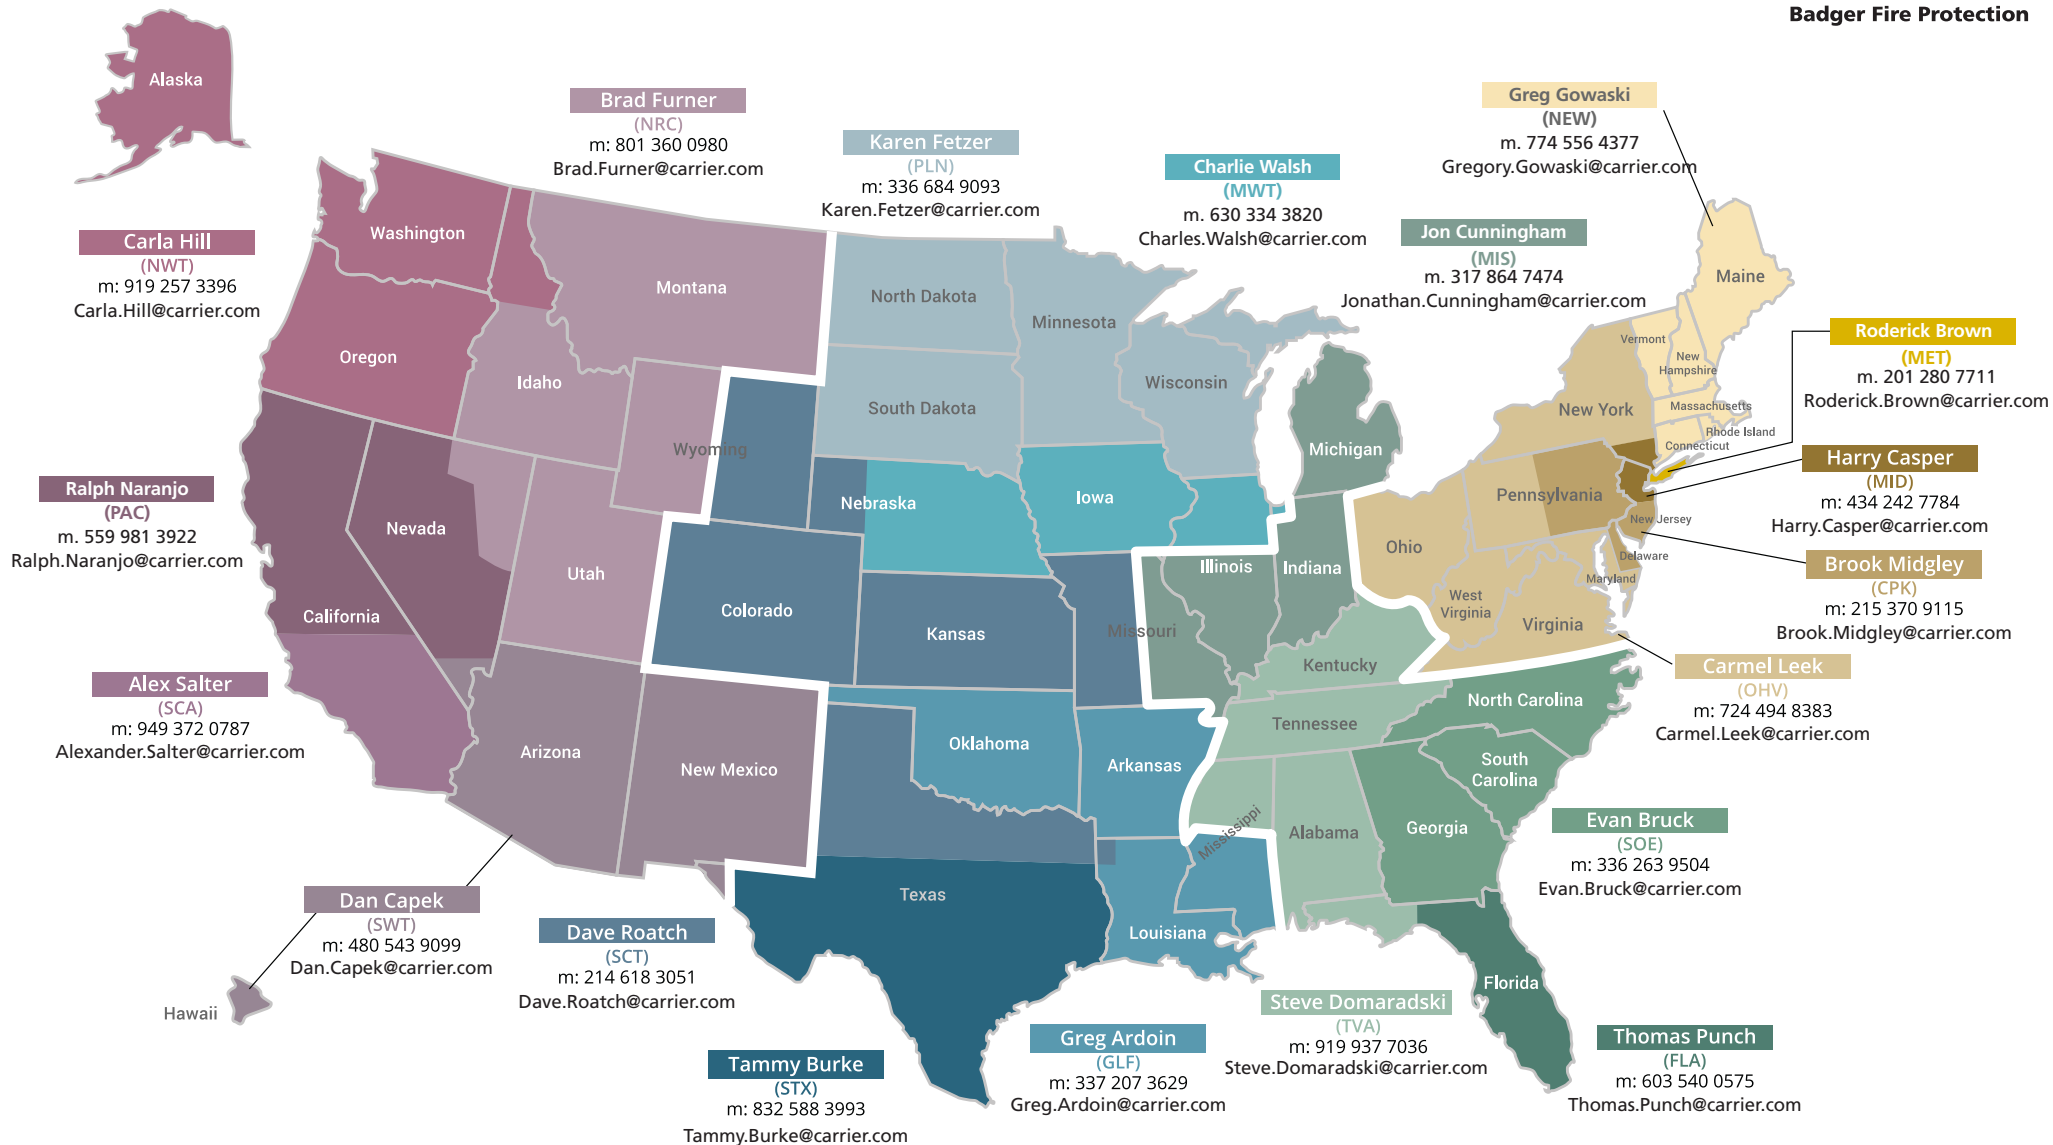 Badger Fire Protection
Alaska
Brad Furner
(NRC)
m: 801 360 0980
Brad.Furner@carrier.com
Karen Fetzer
(PLN)
m: 336 684 9093
Karen.Fetzer@carrier.com
Charlie Walsh
(MWT)
m. 630 334 3820
Charles.Walsh@carrier.com
Greg Gowaski
(NEW)
m. 774 556 4377
Gregory.Gowaski@carrier.com
Jon Cunningham
(MIS)
m. 317 864 7474
Jonathan.Cunningham@carrier.com
Carla Hill
(NWT)
m: 919 257 3396
Carla.Hill@carrier.com
Roderick Brown
(MET)
m. 201 280 7711
Roderick.Brown@carrier.com
Ralph Naranjo
(PAC)
m. 559 981 3922
Ralph.Naranjo@carrier.com
Harry Casper
(MID)
m: 434 242 7784
Harry.Casper@carrier.com
Brook Midgley
(CPK)
m: 215 370 9115
Brook.Midgley@carrier.com
Alex Salter
(SCA)
m: 949 372 0787
Alexander.Salter@carrier.com
Carmel Leek
(OHV)
m: 724 494 8383
Carmel.Leek@carrier.com
Evan Bruck
(SOE)
m: 336 263 9504
Evan.Bruck@carrier.com
Dan Capek
(SWT)
m: 480 543 9099
Dan.Capek@carrier.com
Dave Roatch
(SCT)
m: 214 618 3051
Dave.Roatch@carrier.com
Steve Domaradski
(TVA)
m: 919 937 7036
Steve.Domaradski@carrier.com
Greg Ardoin
(GLF)
m: 337 207 3629
Greg.Ardoin@carrier.com
Thomas Punch
(FLA)
m: 603 540 0575
Thomas.Punch@carrier.com
Tammy Burke
(STX)
m: 832 588 3993
Tammy.Burke@carrier.com
Washington
Oregon
Montana
Idaho
Wyoming
North Dakota
South Dakota
Minnesota
Wisconsin
Michigan
Maine
Vermont
New
Hampshire
New York
Massachusetts
Rhode Island
Connecticut
Nevada
Utah
California
Colorado
Nebraska
Iowa
Kansas
Missouri
Illinois
Indiana
Ohio
Pennsylvania
New Jersey
Delaware
Maryland
West
Virginia
Virginia
Kentucky
Tennessee
North Carolina
South
Carolina
Arizona
New Mexico
Oklahoma
Arkansas
Texas
Louisiana
Mississippi
Alabama
Georgia
Florida
Hawaii